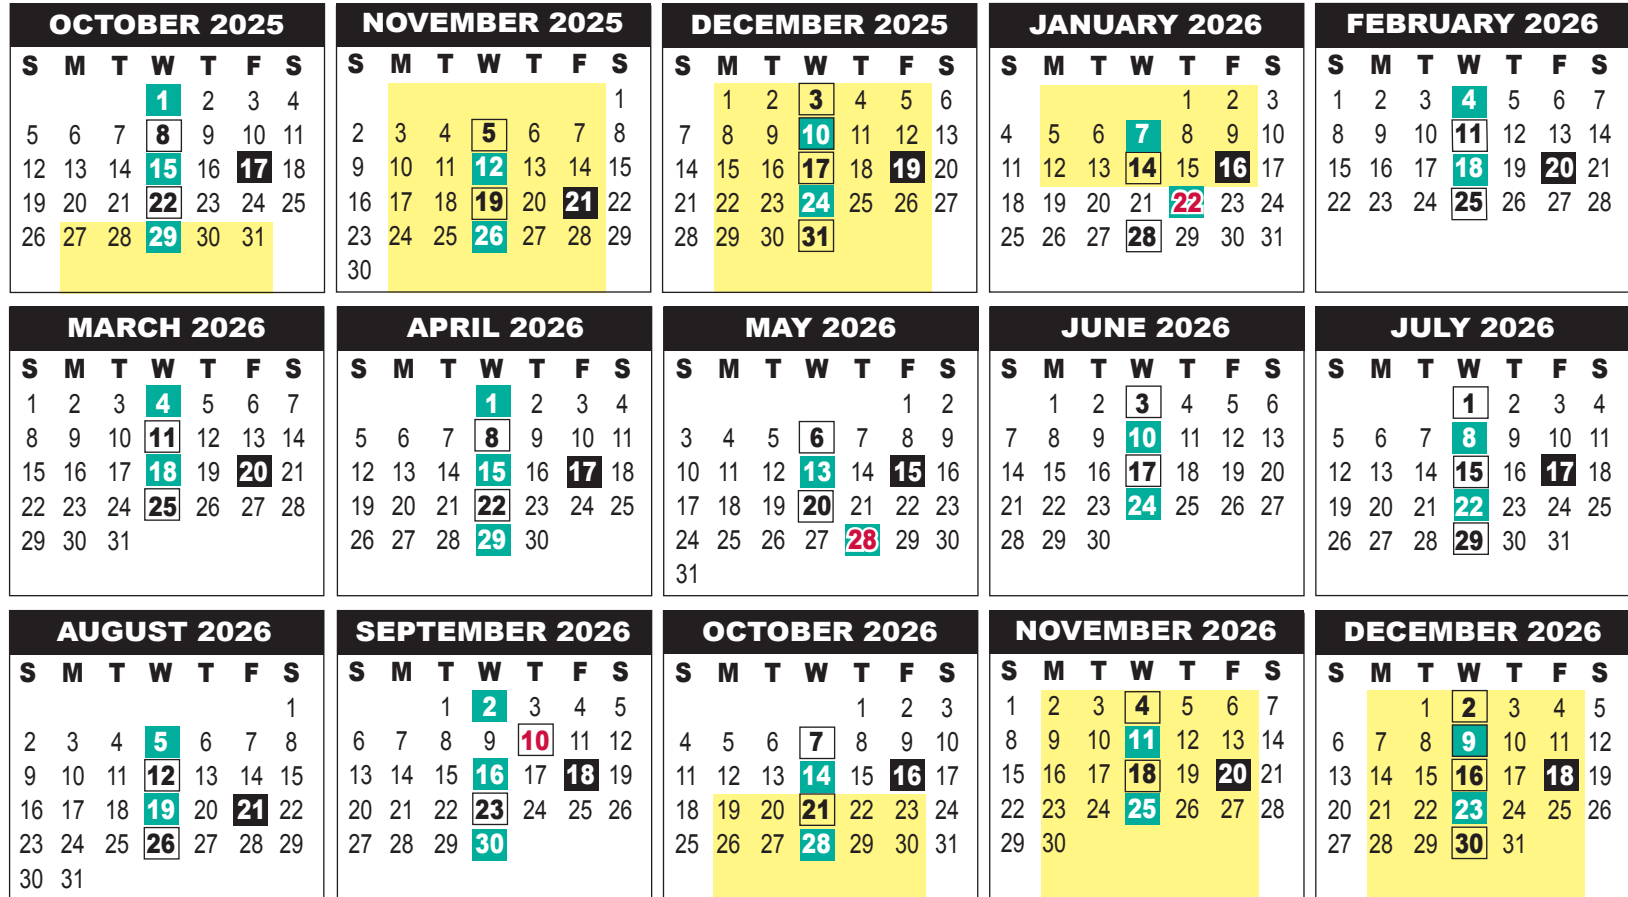 OCTOBER 2025
S M T W T F S
1 2 3 4
5 6 7 8 9 10 11
12 13 14 15 16 17 18
19 20 21 22 23 24 25
26 27 28 29 30 31
NOVEMBER 2025
S M T W T F S
1
2 3 4 5 6 7 8
9 10 11 12 13 14 15
16 17 18 19 20 21 22
23 24 25 26 27 28 29
30
DECEMBER 2025
S M T W T F S
1 2 3 4 5 6
7 8 9 10 11 12 13
14 15 16 17 18 19 20
21 22 23 24 25 26 27
28 29 30 31
JANUARY 2026
S M T W T F S
1 2 3
4 5 6 7 8 9 10
11 12 13 14 15 16 17
18 19 20 21 22 23 24
25 26 27 28 29 30 31
FEBRUARY 2026
S M T W T F S
1 2 3 4 5 6 7
8 9 10 11 12 13 14
15 16 17 18 19 20 21
22 23 24 25 26 27 28
MARCH 2026
S M T W T F S
1 2 3 4 5 6 7
8 9 10 11 12 13 14
15 16 17 18 19 20 21
22 23 24 25 26 27 28
29 30 31
APRIL 2026
S M T W T F S
1 2 3 4
5 6 7 8 9 10 11
12 13 14 15 16 17 18
19 20 21 22 23 24 25
26 27 28 29 30
MAY 2026
S M T W T F S
1 2
3 4 5 6 7 8 9
10 11 12 13 14 15 16
17 18 19 20 21 22 23
24 25 26 27 28 29 30
31
JUNE 2026
S M T W T F S
1 2 3 4 5 6
7 8 9 10 11 12 13
14 15 16 17 18 19 20
21 22 23 24 25 26 27
28 29 30
JULY 2026
S M T W T F S
1 2 3 4
5 6 7 8 9 10 11
12 13 14 15 16 17 18
19 20 21 22 23 24 25
26 27 28 29 30 31
AUGUST 2026
S M T W T F S
1
2 3 4 5 6 7 8
9 10 11 12 13 14 15
16 17 18 19 20 21 22
23 24 25 26 27 28 29
30 31
SEPTEMBER 2026
S M T W T F S
1 2 3 4 5
6 7 8 9 10 11 12
13 14 15 16 17 18 19
20 21 22 23 24 25 26
27 28 29 30
OCTOBER 2026
S M T W T F S
1 2 3
4 5 6 7 8 9 10
11 12 13 14 15 16 17
18 19 20 21 22 23 24
25 26 27 28 29 30 31
NOVEMBER 2026
S M T W T F S
1 2 3 4 5 6 7
8 9 10 11 12 13 14
15 16 17 18 19 20 21
22 23 24 25 26 27 28
29 30
DECEMBER 2026
S M T W T F S
1 2 3 4 5
6 7 8 9 10 11 12
13 14 15 16 17 18 19
20 21 22 23 24 25 26
27 28 29 30 31